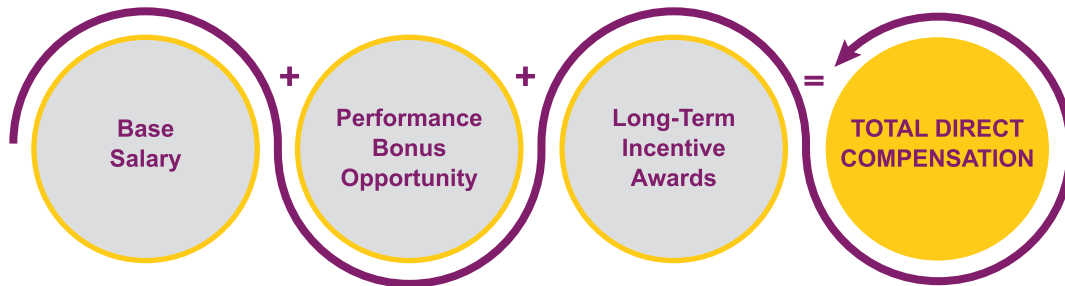 Base
Salary
+
Performance
Bonus
Opportunity
+
Long-Term
Incentive
Awards
=
TOTAL DIRECT
COMPENSATION